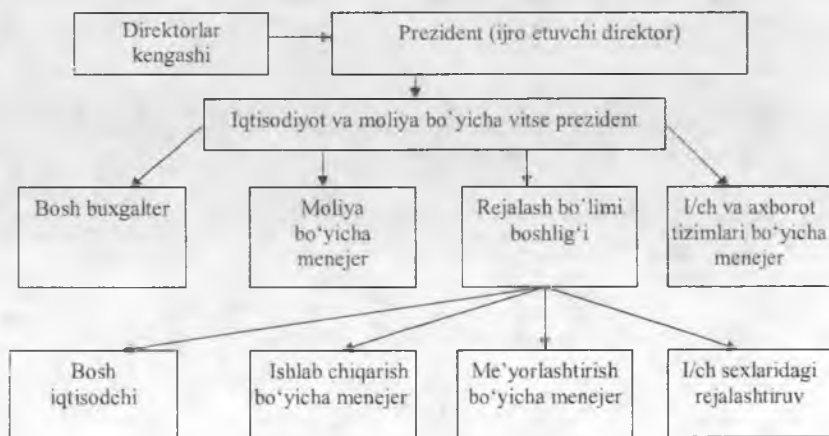 Direktorlar
kengashi
Prezident (ijro etuvchi direktor)
Iqtisodiyot va moliya bo‘yicha vitse prezident
Bosh buxgalter
Moliya
bo‘yicha
menejer
Rejalash bo‘limi
boshlig‘i
I/ch va axborot
tizimlari bo‘yicha
menejer
Bosh
iqtisodchi
Ishlab chiqarish
bo‘yicha menejer
Me’yorlashtirish
bo‘yicha menejer
I/ch sexlaridagi
rejalashtiruv